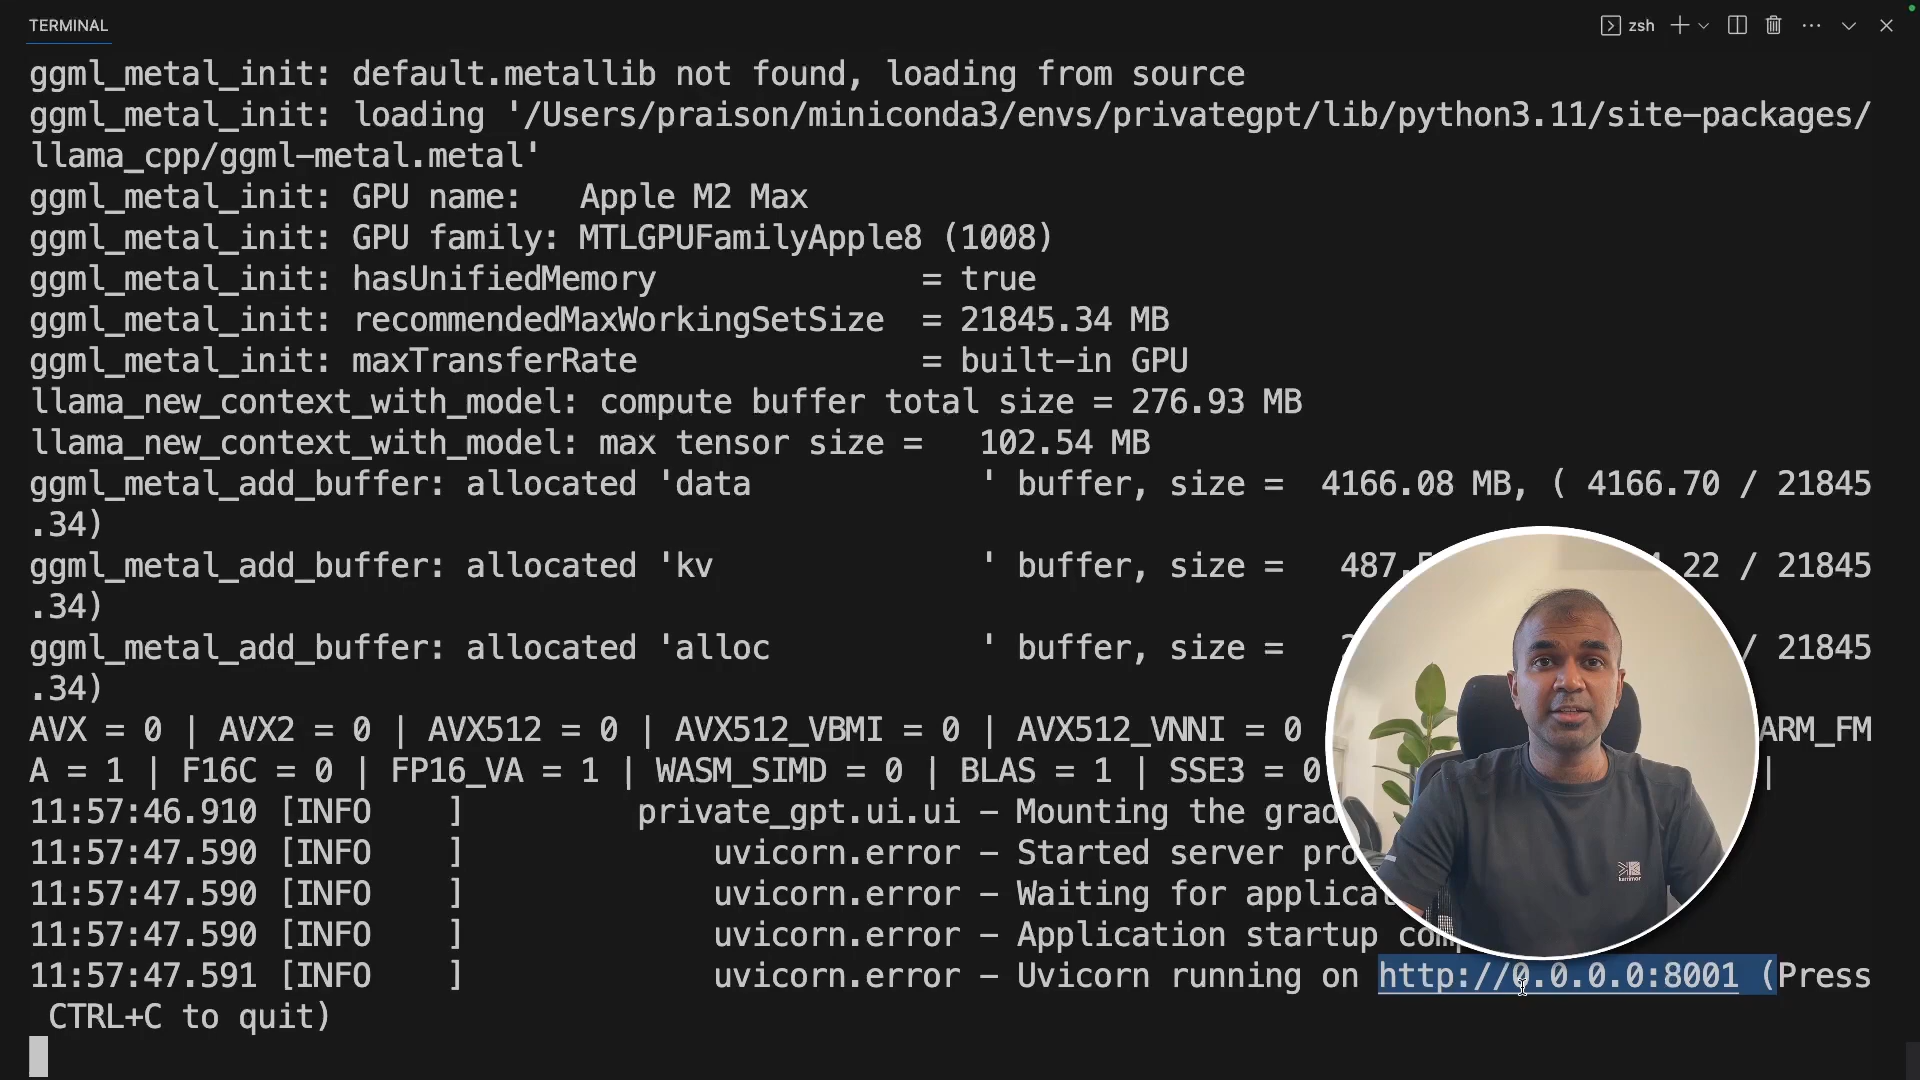 TERMINAL
zsh
ggml_metal_init: default.metallib not found, loading from source
ggml_metal_init: loading '/Users/praison/miniconda3/envs/privategpt/lib/python3.11/site-packages/
llama_cpp/ggml-metal.metal'
ggml_metal_init: GPU name:   Apple M2 Max
ggml_metal_init: GPU family: MTLGPUFamilyApple8 (1008)
ggml_metal_init: hasUnifiedMemory              = true
ggml_metal_init: recommendedMaxWorkingSetSize  = 21845.34 MB
ggml_metal_init: maxTransferRate               = built-in GPU
llama_new_context_with_model: compute buffer total size = 276.93 MB
llama_new_context_with_model: max tensor size =   102.54 MB
ggml_metal_add_buffer: allocated 'data            ' buffer, size =  4166.08 MB, ( 4166.70 / 21845
.34)
ggml_metal_add_buffer: allocated 'kv              ' buffer, size =   487. .22 / 21845
.34)
ggml_metal_add_buffer: allocated 'alloc           ' buffer, size = / 21845
.34)
AVX = 0 | AVX2 = 0 | AVX512 = 0 | AVX512_VBMI = 0 | AVX512_VNNI = 0 ARM_FM
A = 1 | F16C = 0 | FP16_VA = 1 | WASM_SIMD = 0 | BLAS = 1 | SSE3 = 0 |
11:57:46.910 [INFO    ]         private_gpt.ui.ui - Mounting the
11:57:47.590 [INFO    ]             uvicorn.error - Started server
11:57:47.590 [INFO    ]             uvicorn.error - Waiting for
11:57:47.590 [INFO    ]             uvicorn.error - Application startup
11:57:47.591 [INFO    ]             uvicorn.error - Uvicorn running on http://0.0.0.0:8001 (Press
CTRL+C to quit)
karrimor